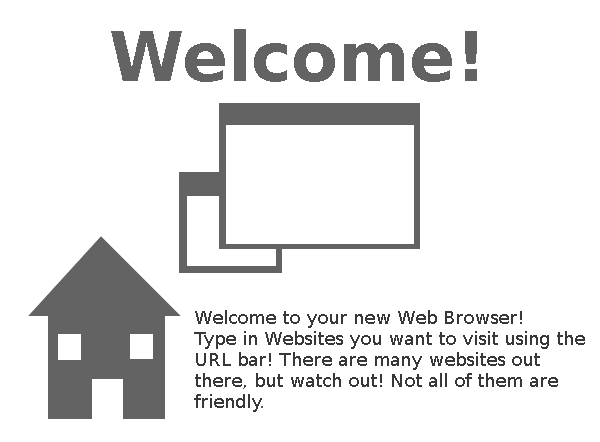 Welcome!
Welcome to your new Web Browser!
Type in Websites you want to visit using the
URL bar! There are many websites out
there, but watch out! Not all of them are
friendly.